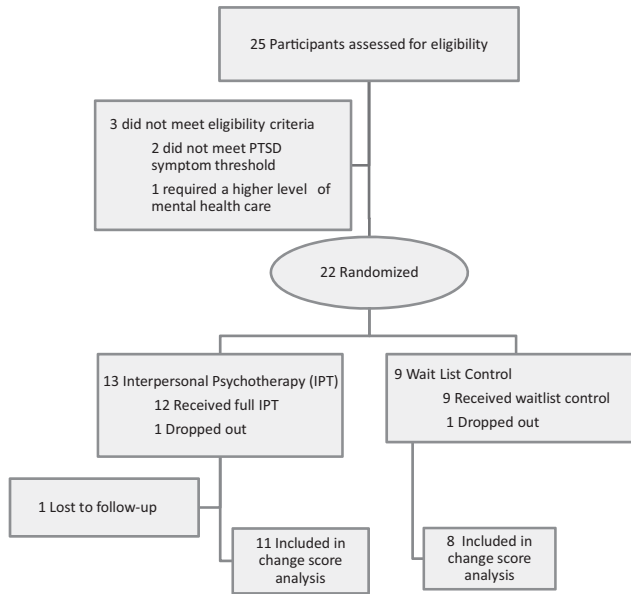 25 Participants assessed for eligibility
3 did not meet eligibility criteria
2 did not meet PTSD
symptom threshold
1 required a higher level of
mental health care
22 Randomized
13 Interpersonal Psychotherapy (IPT)
12 Received full IPT
1 Dropped out
9 Wait List Control
9 Received waitlist control
1 Dropped out
1 Lost to follow-up
11 Included in
change score
analysis
8 Included in
change score
analysis